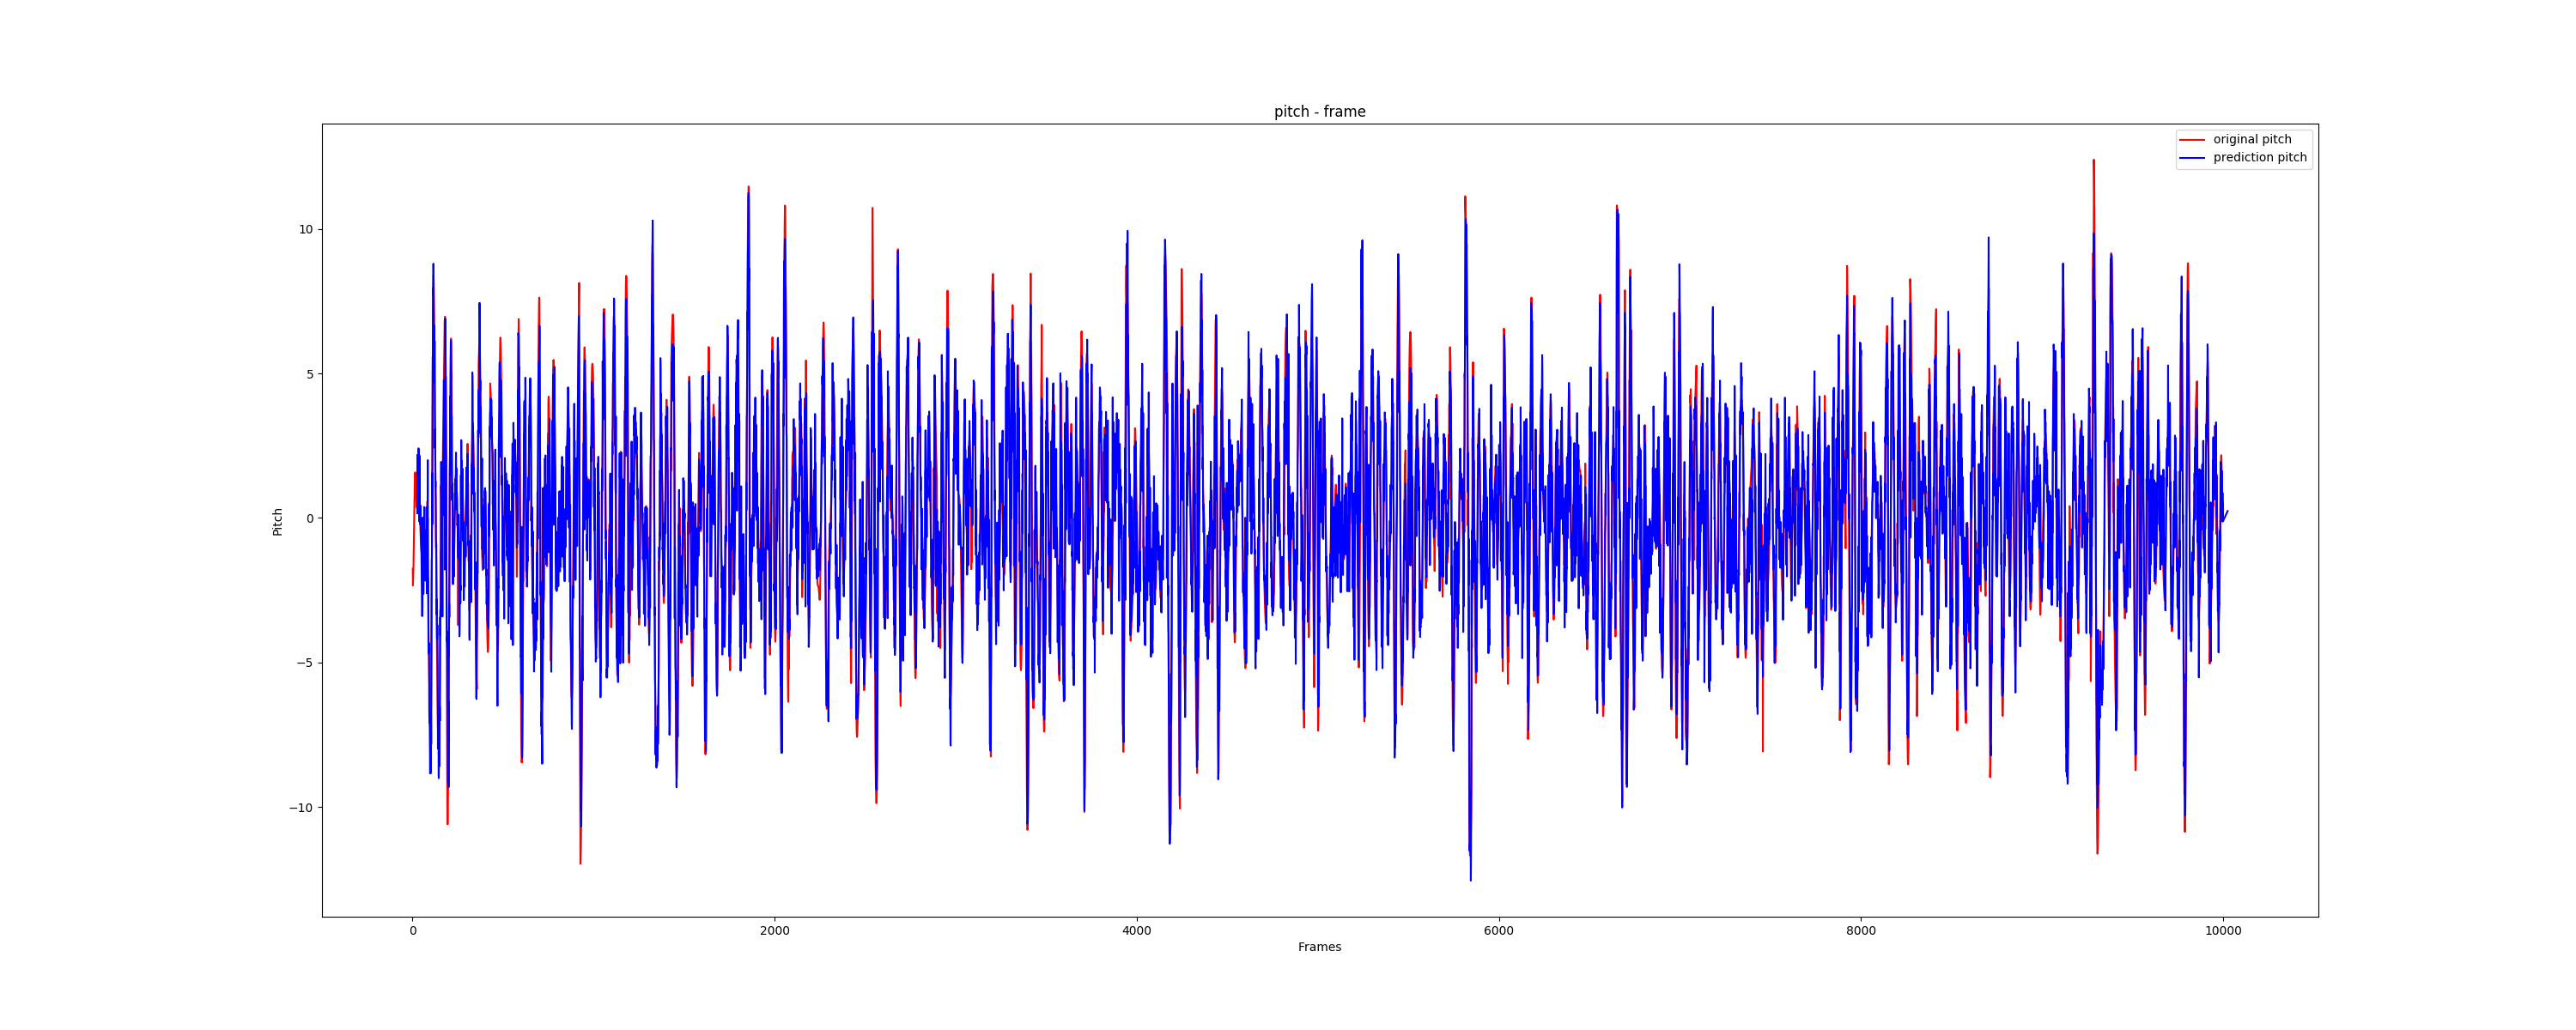 pitch - frame
original pitch
prediction pitch
Pitch
10
5
0
−5
−10
0 2000 4000 6000 8000 10000
Frames